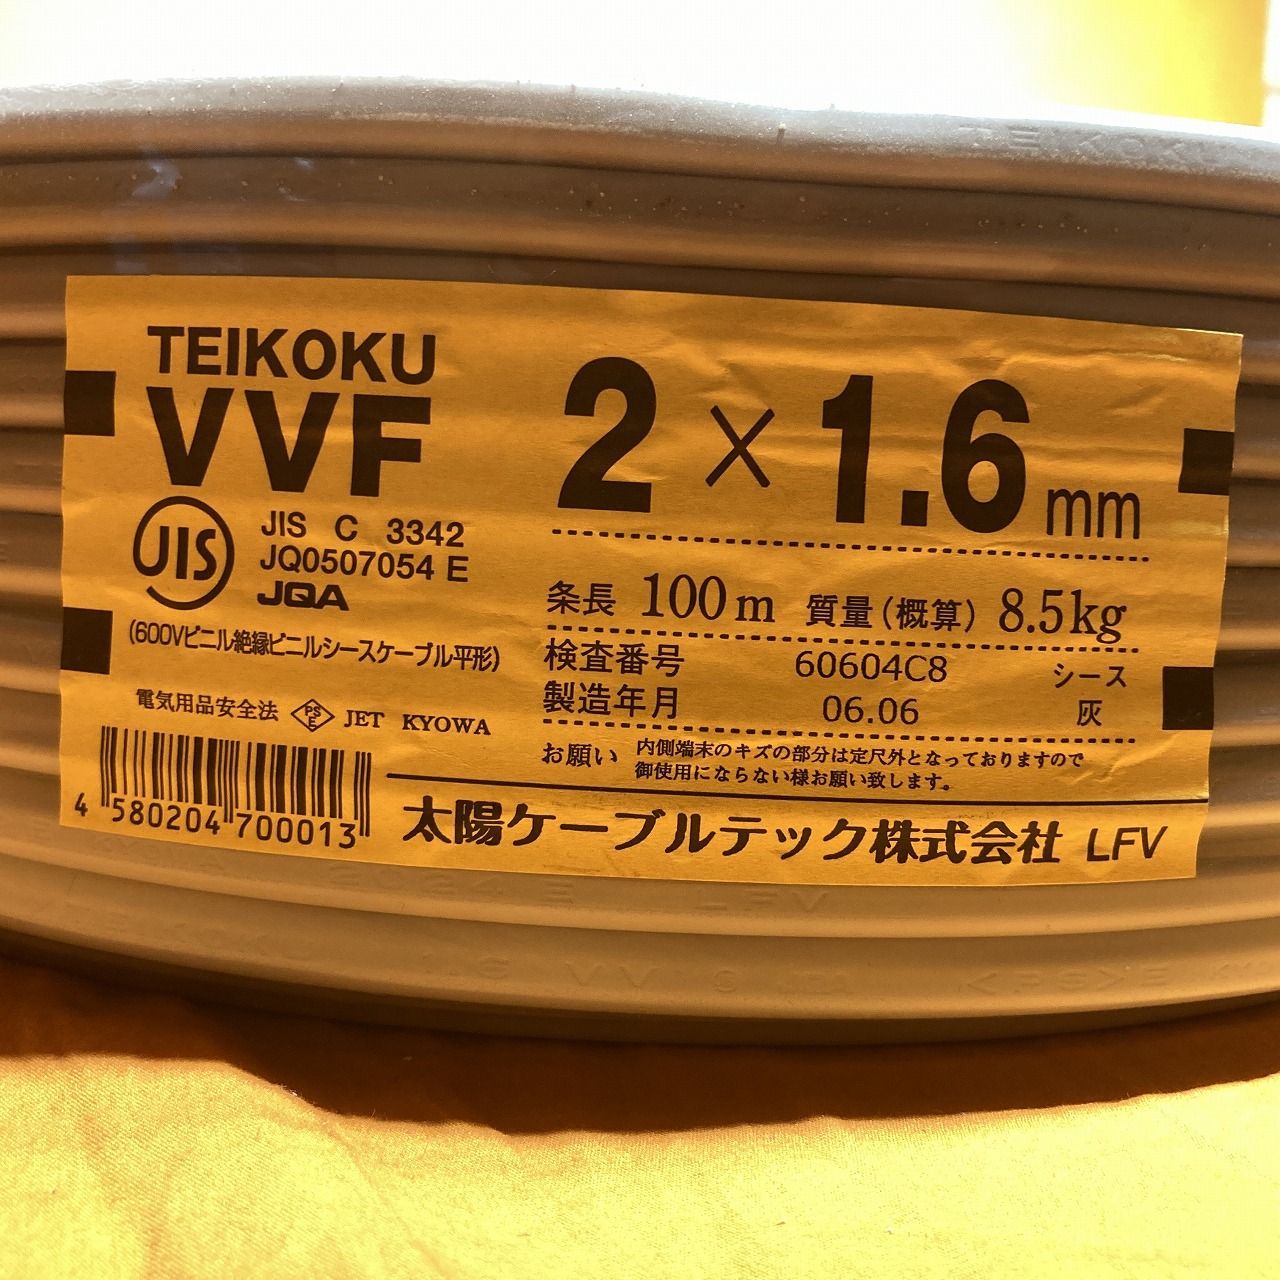 TEIKOKU
VVF
2×1.6mm
JIS
JIS C 3342
JQ0507054 E
JQA
(600Vビニル絶縁ビニルシースケーブル平形)
電気用品安全法 PSE JET KYOWA
4 580204 700013
条長 100m 質量(概算) 8.5kg
検査番号 60604C8 シース
製造年月 06.06 灰
お願い 内側端末のキズの部分は定尺外となっておりますので
御使用にならない様お願い致します。
太陽ケーブルテック株式会社 LFV
LFV
TEIKOKU 1.6 VV
<PS>E